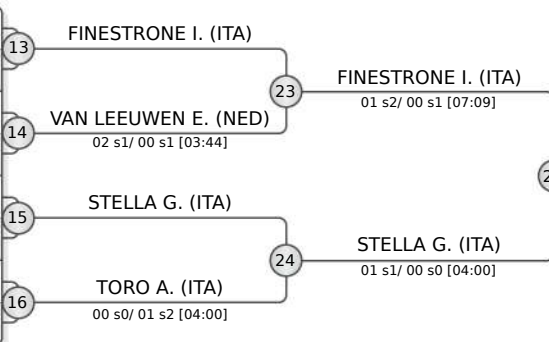 13
FINESTRONE I. (ITA)
23
FINESTRONE I. (ITA)
01 s2/ 00 s1 [07:09]
14
VAN LEEUWEN E. (NED)
02 s1/ 00 s1 [03:44]
15
STELLA G. (ITA)
24
STELLA G. (ITA)
01 s1/ 00 s0 [04:00]
16
TORO A. (ITA)
00 s0/ 01 s2 [04:00]